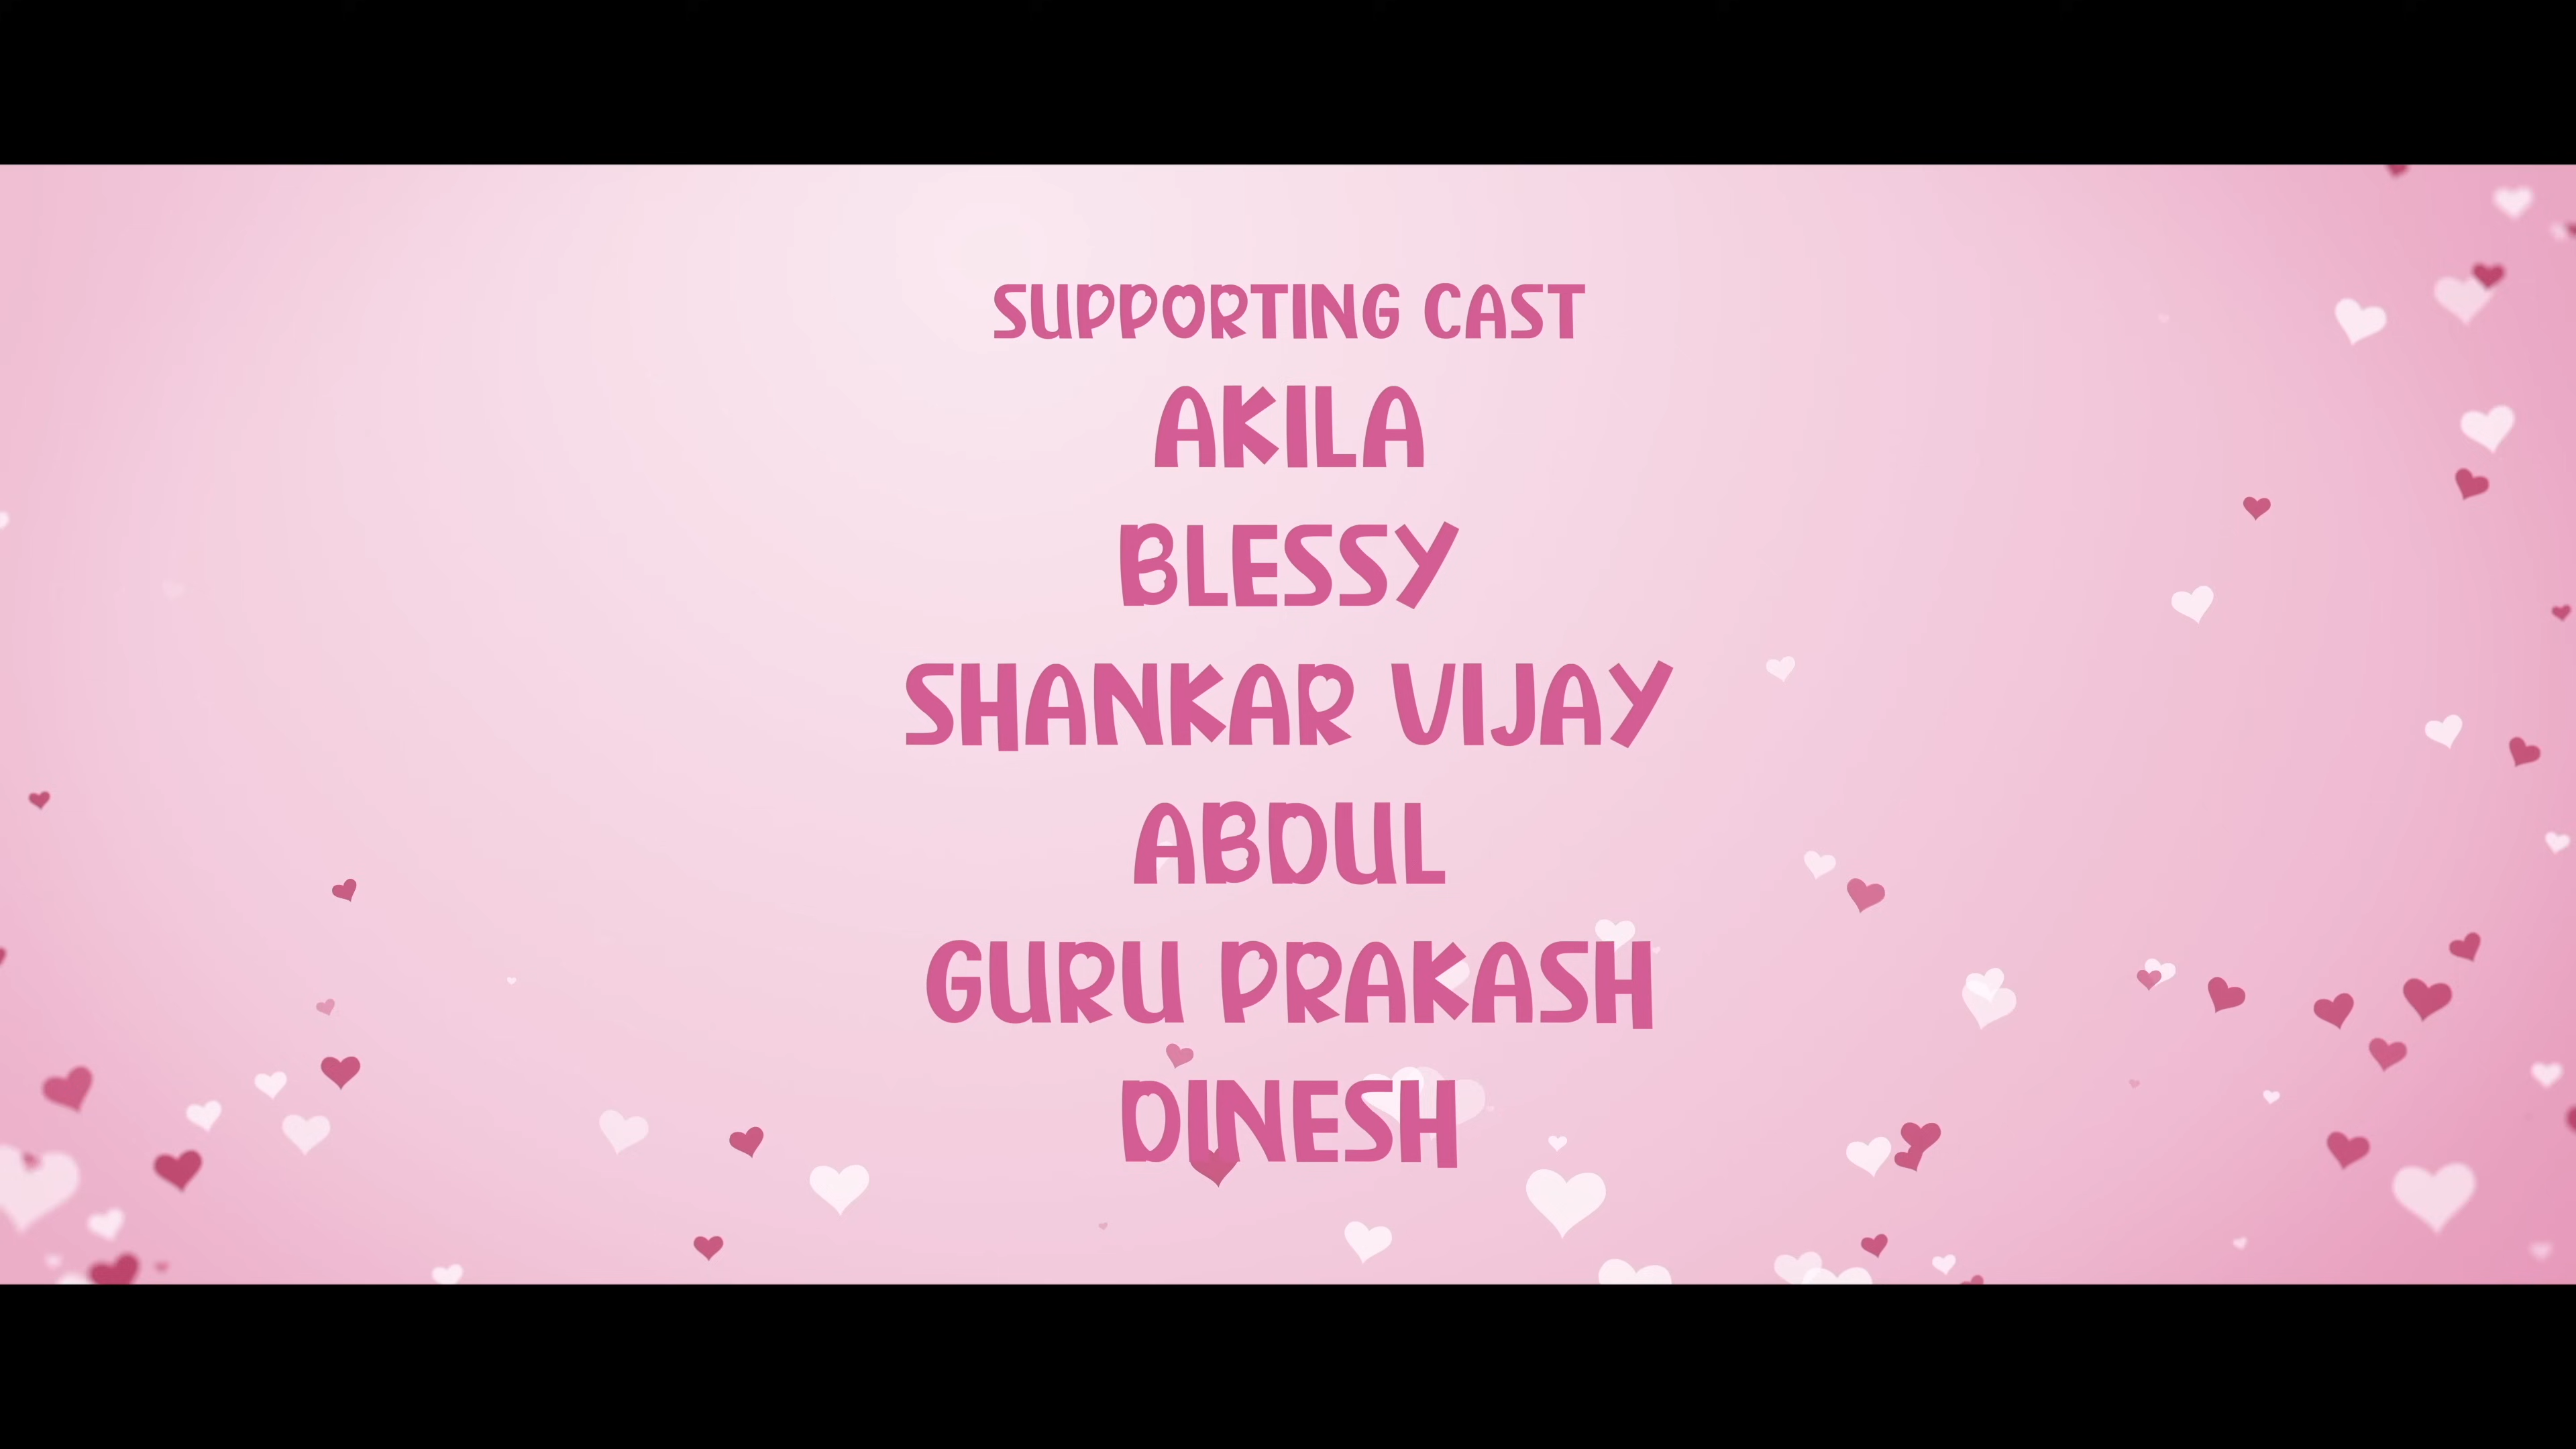 SUPPORTING CAST
AKILA
BLESSY
SHANKAR VIJAY
ABDUL
GURU PRAKASH
DINESH